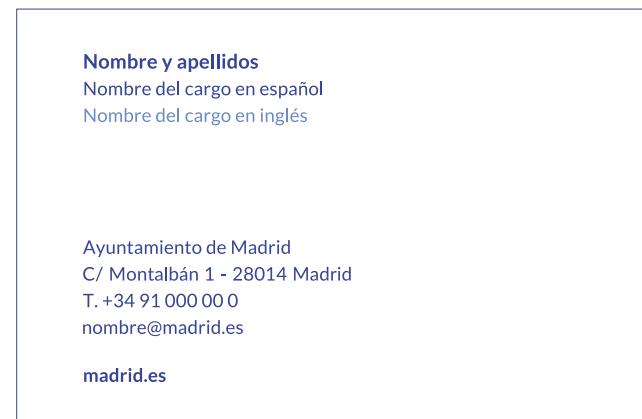 Nombre y apellidos
Nombre del cargo en español
Nombre del cargo en inglés
Ayuntamiento de Madrid
C/ Montalbán 1 - 28014 Madrid
T. +34 91 000 00 0
nombre@madrid.es
madrid.es